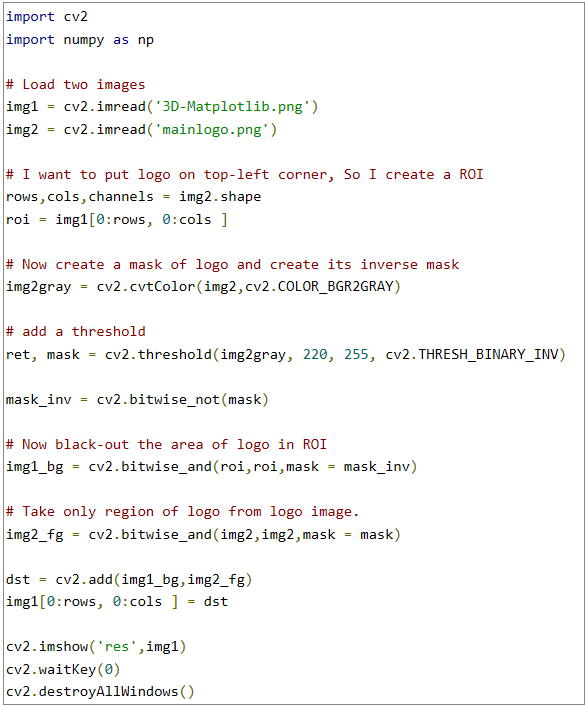 import cv2
import numpy as np
# Load two images
img1 = cv2.imread('3D-Matplotlib.png')
img2 = cv2.imread('mainlogo.png')
# I want to put logo on top-left corner, So I create a ROI
rows,cols,channels = img2.shape
roi = img1[0:rows, 0:cols ]
# Now create a mask of logo and create its inverse mask
img2gray = cv2.cvtColor(img2,cv2.COLOR_BGR2GRAY)
# add a threshold
ret, mask = cv2.threshold(img2gray, 220, 255, cv2.THRESH_BINARY_INV)
mask_inv = cv2.bitwise_not(mask)
# Now black-out the area of logo in ROI
img1_bg = cv2.bitwise_and(roi,roi,mask = mask_inv)
# Take only region of logo from logo image.
img2_fg = cv2.bitwise_and(img2,img2,mask = mask)
dst = cv2.add(img1_bg,img2_fg)
img1[0:rows, 0:cols ] = dst
cv2.imshow('res',img1)
cv2.waitKey(0)
cv2.destroyAllWindows()